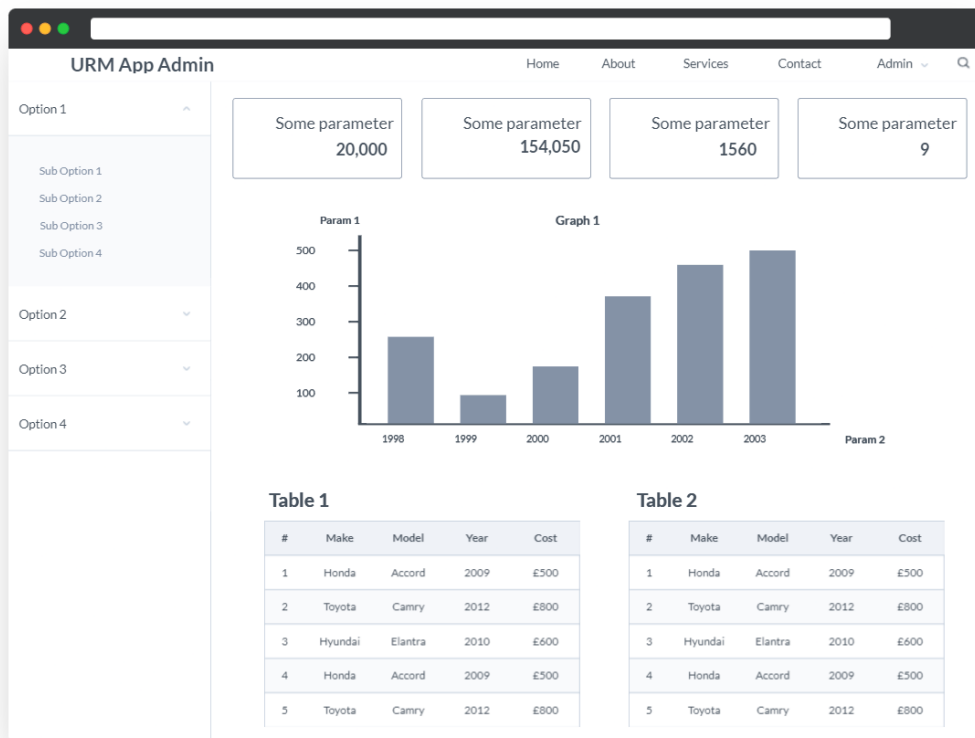 URM App Admin
Home About Services Contact Admin
Option 1
Sub Option 1
Sub Option 2
Sub Option 3
Sub Option 4
Option 2
Option 3
Option 4
Some parameter
20,000
Some parameter
154,050
Some parameter
1560
Some parameter
9
Param 1
Graph 1
500
400
300
200
100
1998 1999 2000 2001 2002 2003
Param 2
Table 1
# Make Model Year Cost
1 Honda Accord 2009 £500
2 Toyota Camry 2012 £800
3 Hyundai Elantra 2010 £600
4 Honda Accord 2009 £500
5 Toyota Camry 2012 £800
Table 2
# Make Model Year Cost
1 Honda Accord 2009 £500
2 Toyota Camry 2012 £800
3 Hyundai Elantra 2010 £600
4 Honda Accord 2009 £500
5 Toyota Camry 2012 £800